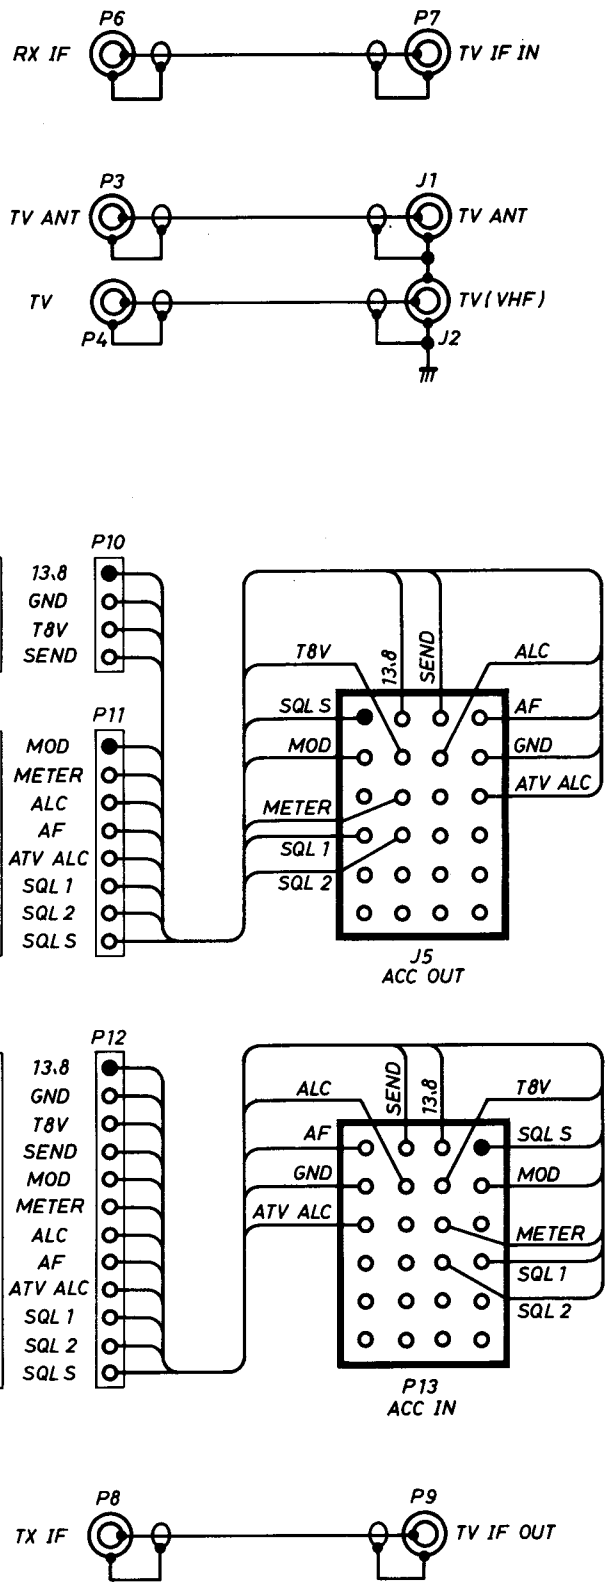 P6 P7
RX IF TV IF IN
P3 J1
TV ANT TV ANT
TV TV(VHF)
P4 J2
P10
13.8
GND
T8V
SEND
P11
MOD
METER
ALC
AF
ATV ALC
SQL 1
SQL 2
SQL S
T8V 13.8 SEND ALC
SQL S AF
MOD GND
METER ATV ALC
SQL 1
SQL 2
J5
ACC OUT
P12
13.8
GND
T8V
SEND
MOD
METER
ALC
AF
ATV ALC
SQL 1
SQL 2
SQL S
ALC SEND 13.8 T8V
AF SQL S
GND MOD
ATV ALC METER
SQL 1
SQL 2
P13
ACC IN
P8 P9
TX IF TV IF OUT